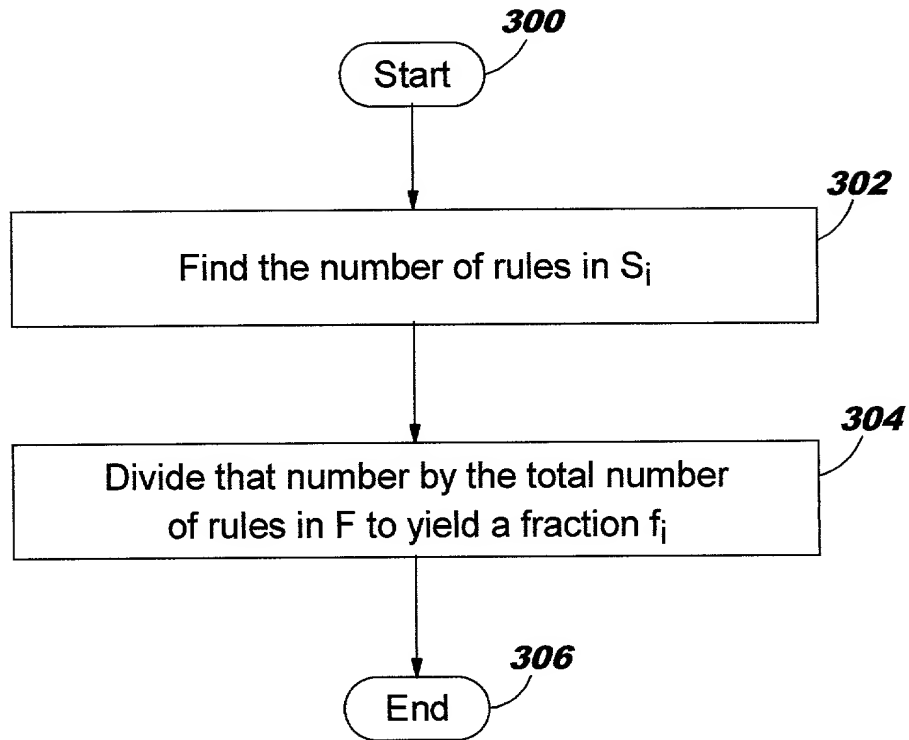 300
Start
302
Find the number of rules in Sᵢ
304
Divide that number by the total number
of rules in F to yield a fraction fᵢ
306
End